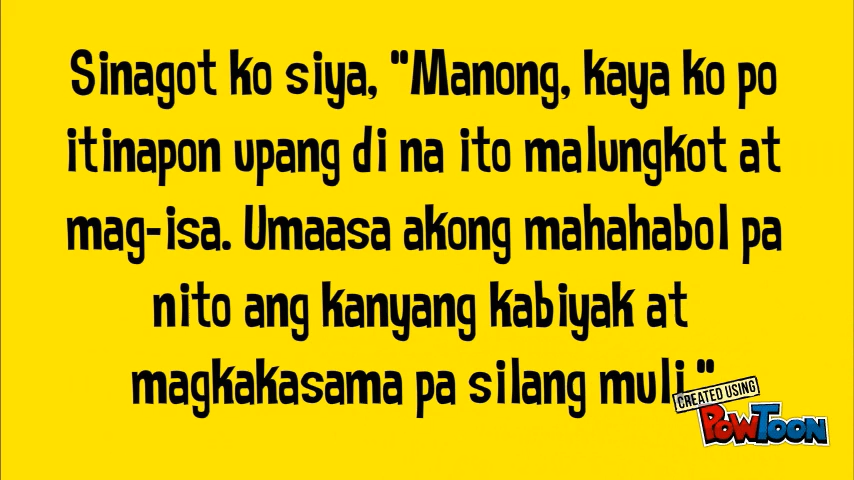 Sinagot ko siya, "Manong, kaya ko po
itinapon upang di na ito malungkot at
mag-isa. Umaasa akong mahahabol pa
nito ang kanyang kabiyak at
magkakasama pa silang muli."
CREATED USING
POWTOON